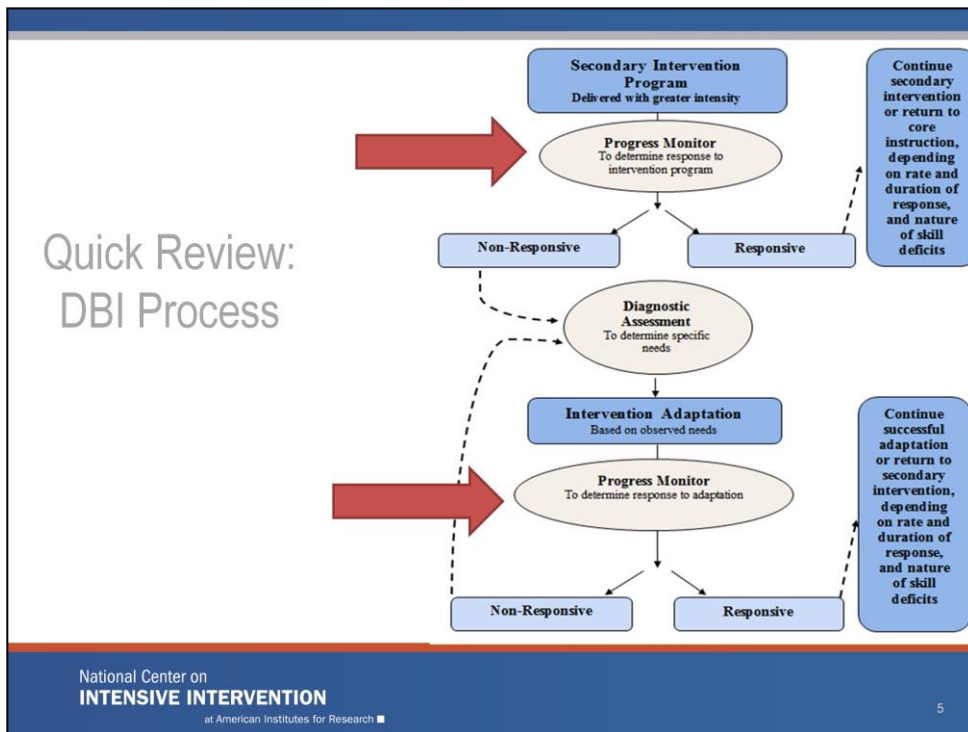 Quick Review:
DBI Process
Secondary Intervention
Program
Delivered with greater intensity
Progress Monitor
To determine response to
intervention program
Non-Responsive
Responsive
Continue
secondary
intervention
or return to
core
instruction,
depending
on rate and
duration of
response,
and nature
of skill
deficits
Diagnostic
Assessment
To determine specific
needs
Intervention Adaptation
Based on observed needs
Progress Monitor
To determine response to adaptation
Non-Responsive
Responsive
Continue
successful
adaptation
or return to
secondary
intervention,
depending
on rate and
duration of
response,
and nature
of skill
deficits
National Center on
INTENSIVE INTERVENTION
at American Institutes for Research
5